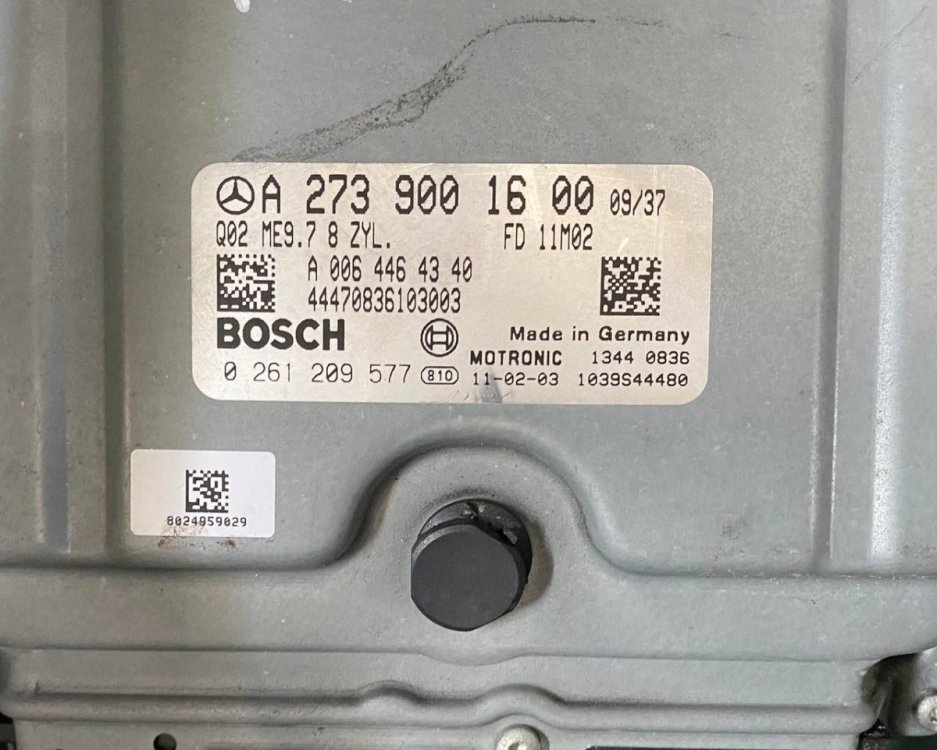 A 273 900 16 00 09/37
Q02 ME9.7 8 ZYL. FD 11M02
A 006 446 43 40
44470836103003
BOSCH Made in Germany
MOTRONIC 1344 0836
0 261 209 577 810 11-02-03 1039S44480
8024959029